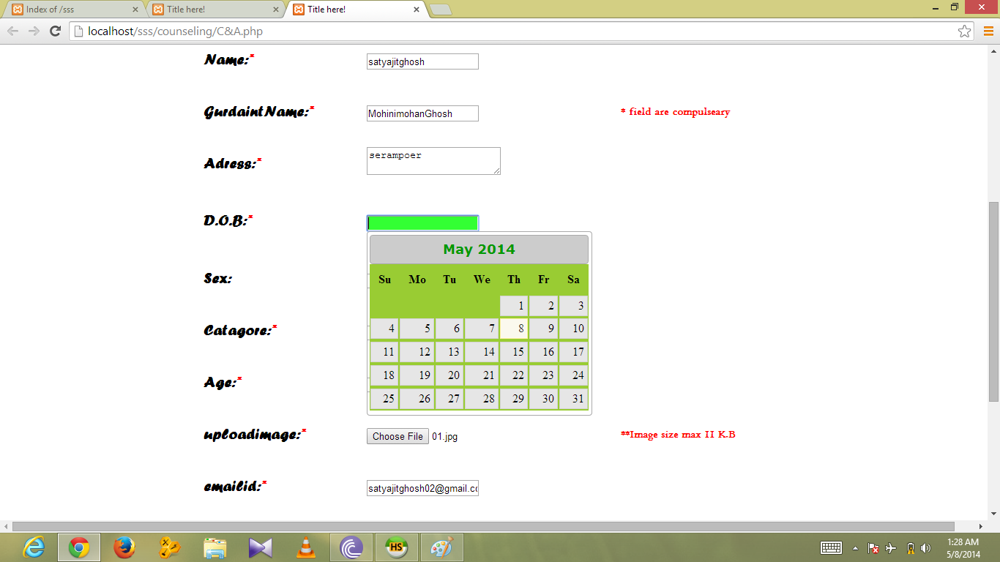 Index of /sss
Title here!
Title here!
localhost/sss/counseling/C&A.php
Name:* satyajitghosh
GurdaintName:* MohinimohanGhosh * field are compulseary
Adress:* serampoer
D.O.B:*
May 2014
Su Mo Tu We Th Fr Sa
1 2 3
4 5 6 7 8 9 10
11 12 13 14 15 16 17
18 19 20 21 22 23 24
25 26 27 28 29 30 31
Sex:
Catagore:*
Age:*
uploadimage:* Choose File 01.jpg **Image size max 11 K.B
emailid:* satyajitghosh02@gmail.co
HS
1:28 AM
5/8/2014